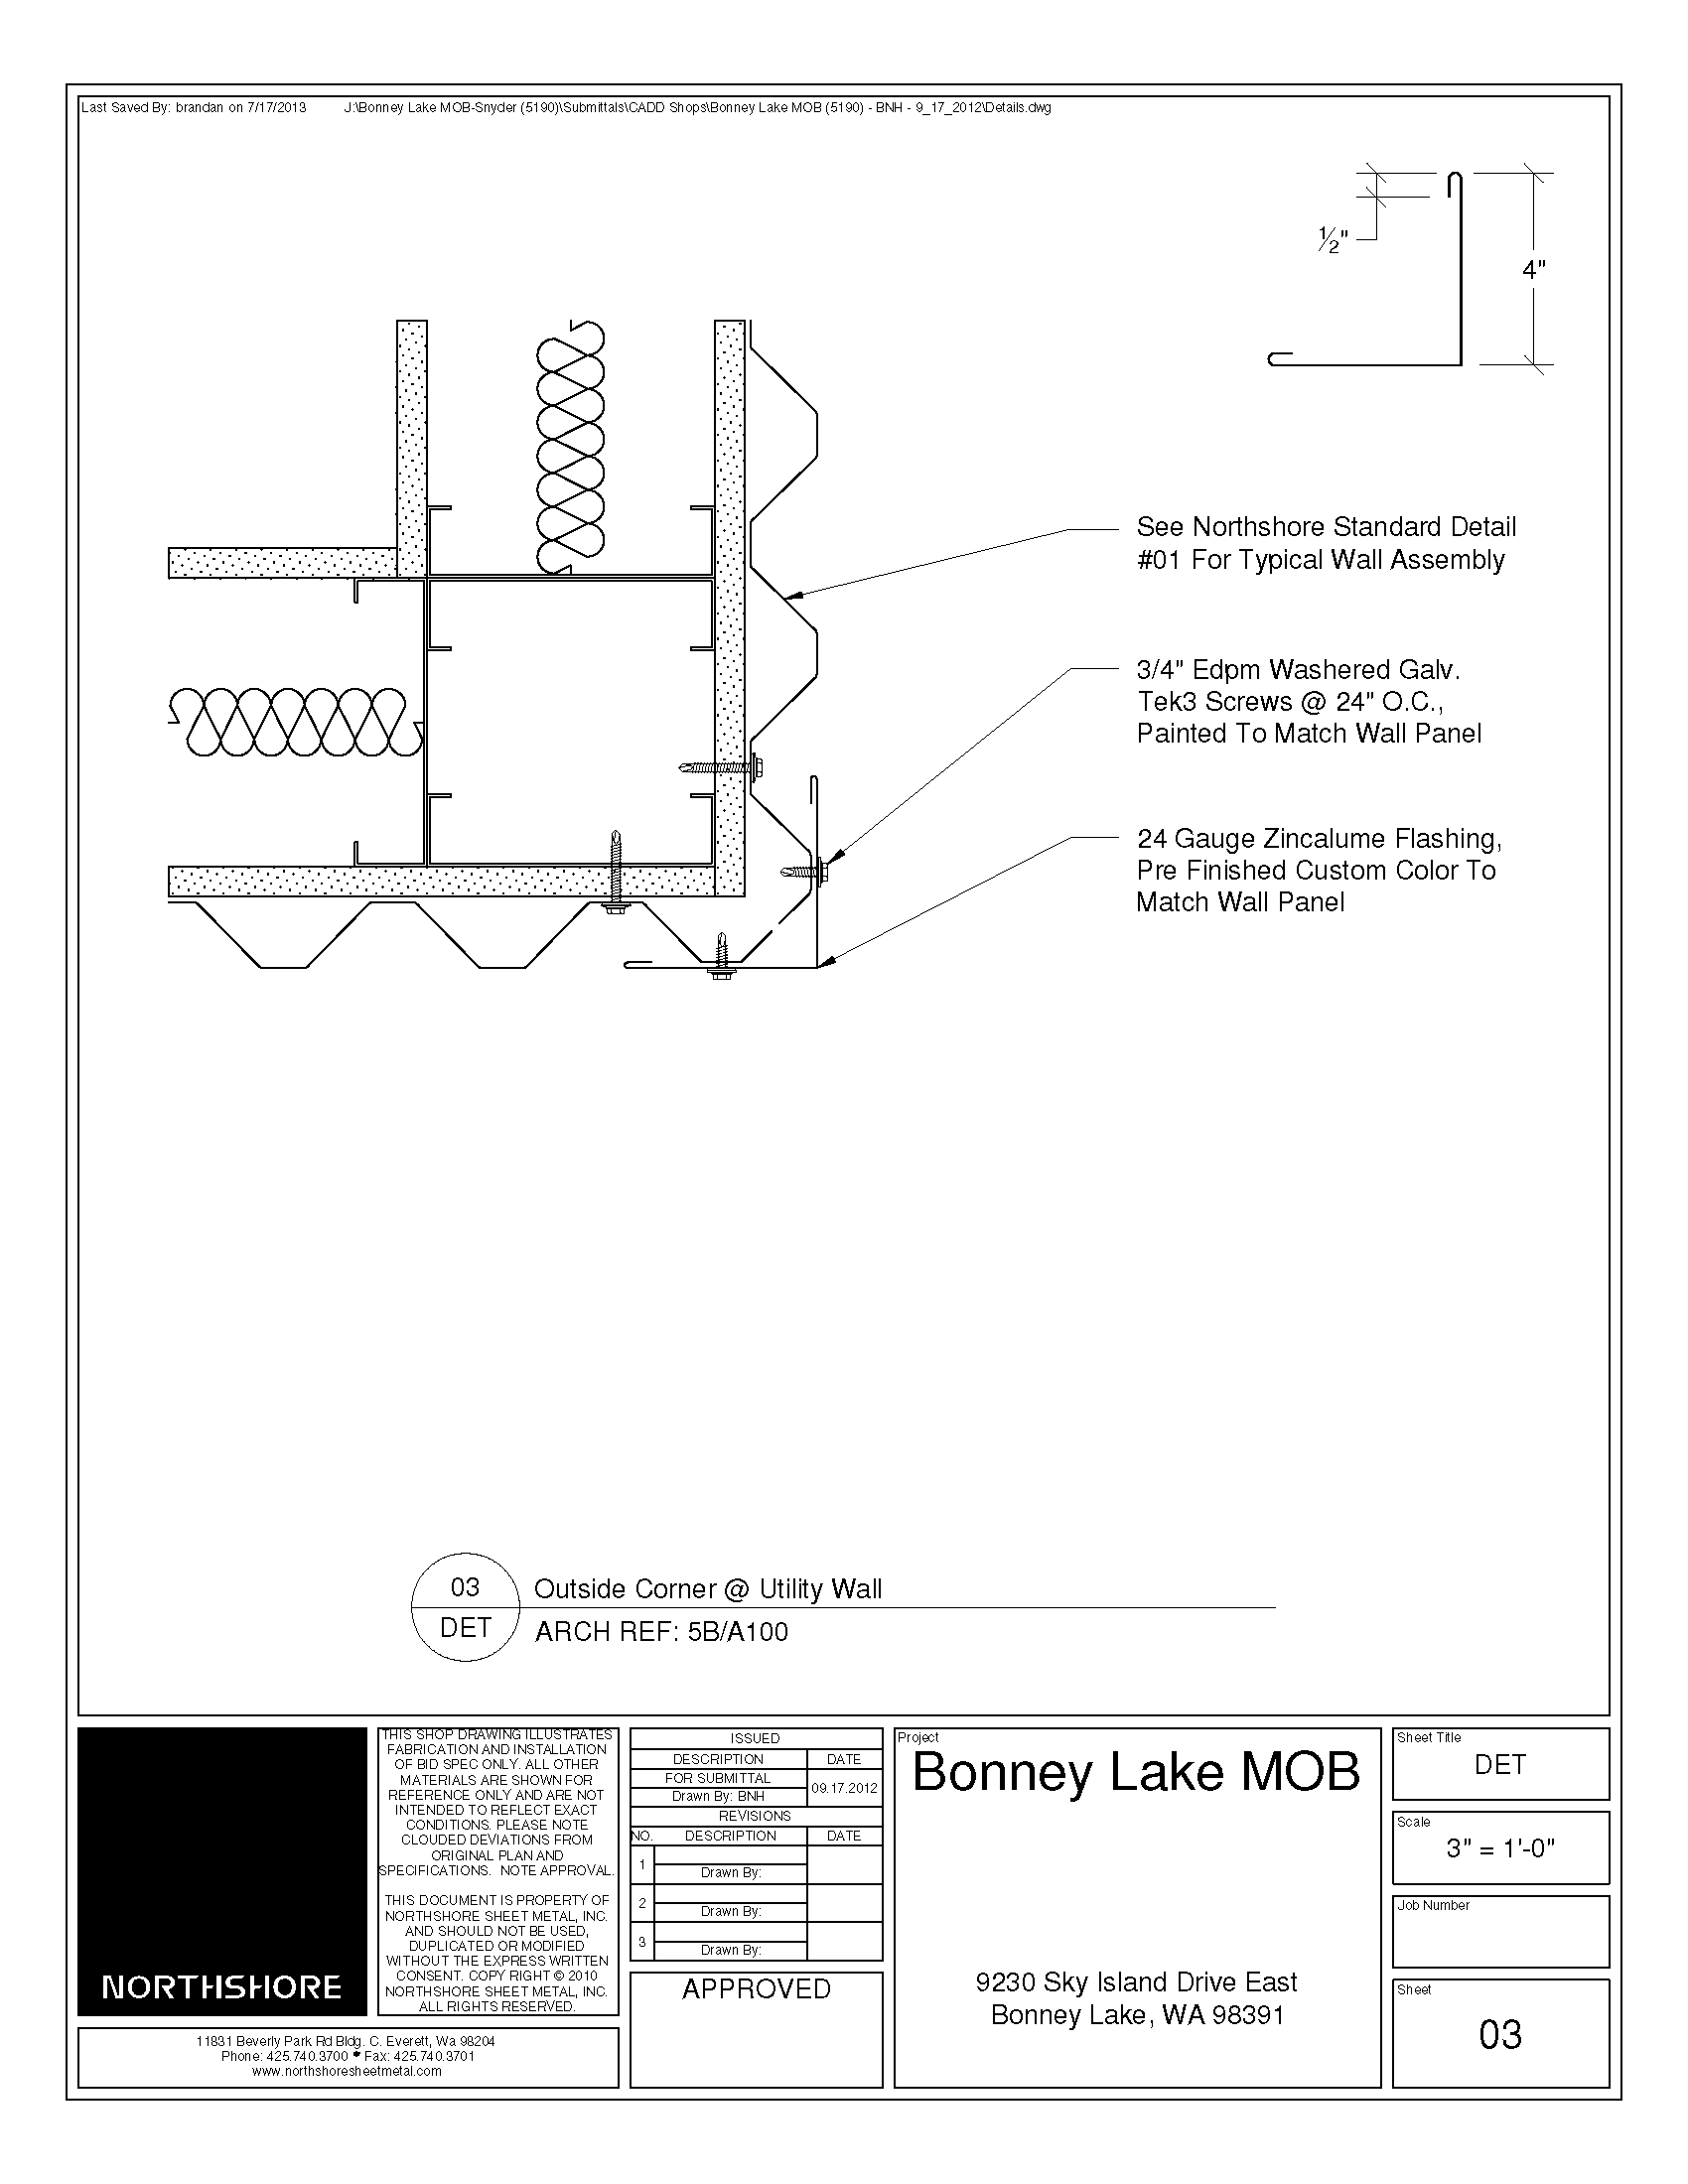 Last Saved By: brandan on 7/17/2013 J:\Bonney Lake MOB-Snyder (5190)\Submittals\CADD Shops\Bonney Lake MOB (5190) - BNH - 9_17_2012\Details.dwg
½"
4"
See Northshore Standard Detail
#01 For Typical Wall Assembly
3/4" Edpm Washered Galv.
Tek3 Screws @ 24" O.C.,
Painted To Match Wall Panel
24 Gauge Zincalume Flashing,
Pre Finished Custom Color To
Match Wall Panel
03
DET
Outside Corner @ Utility Wall
ARCH REF: 5B/A100
NORTHSHORE
THIS SHOP DRAWING ILLUSTRATES
FABRICATION AND INSTALLATION
OF BID SPEC ONLY. ALL OTHER
MATERIALS ARE SHOWN FOR
REFERENCE ONLY AND ARE NOT
INTENDED TO REFLECT EXACT
CONDITIONS. PLEASE NOTE
CLOUDED DEVIATIONS FROM
ORIGINAL PLAN AND
SPECIFICATIONS. NOTE APPROVAL.
THIS DOCUMENT IS PROPERTY OF
NORTHSHORE SHEET METAL, INC.
AND SHOULD NOT BE USED,
DUPLICATED OR MODIFIED
WITHOUT THE EXPRESS WRITTEN
CONSENT. COPY RIGHT © 2010
NORTHSHORE SHEET METAL, INC.
ALL RIGHTS RESERVED.
11831 Beverly Park Rd Bldg. C. Everett, Wa 98204
Phone: 425.740.3700 * Fax: 425.740.3701
www.northshoresheetmetal.com
ISSUED
DESCRIPTION DATE
FOR SUBMITTAL
09.17.2012
Drawn By: BNH
REVISIONS
NO. DESCRIPTION DATE
1
Drawn By:
2
Drawn By:
3
Drawn By:
APPROVED
Project
Bonney Lake MOB
9230 Sky Island Drive East
Bonney Lake, WA 98391
Sheet Title
DET
Scale
3" = 1'-0"
Job Number
Sheet
03